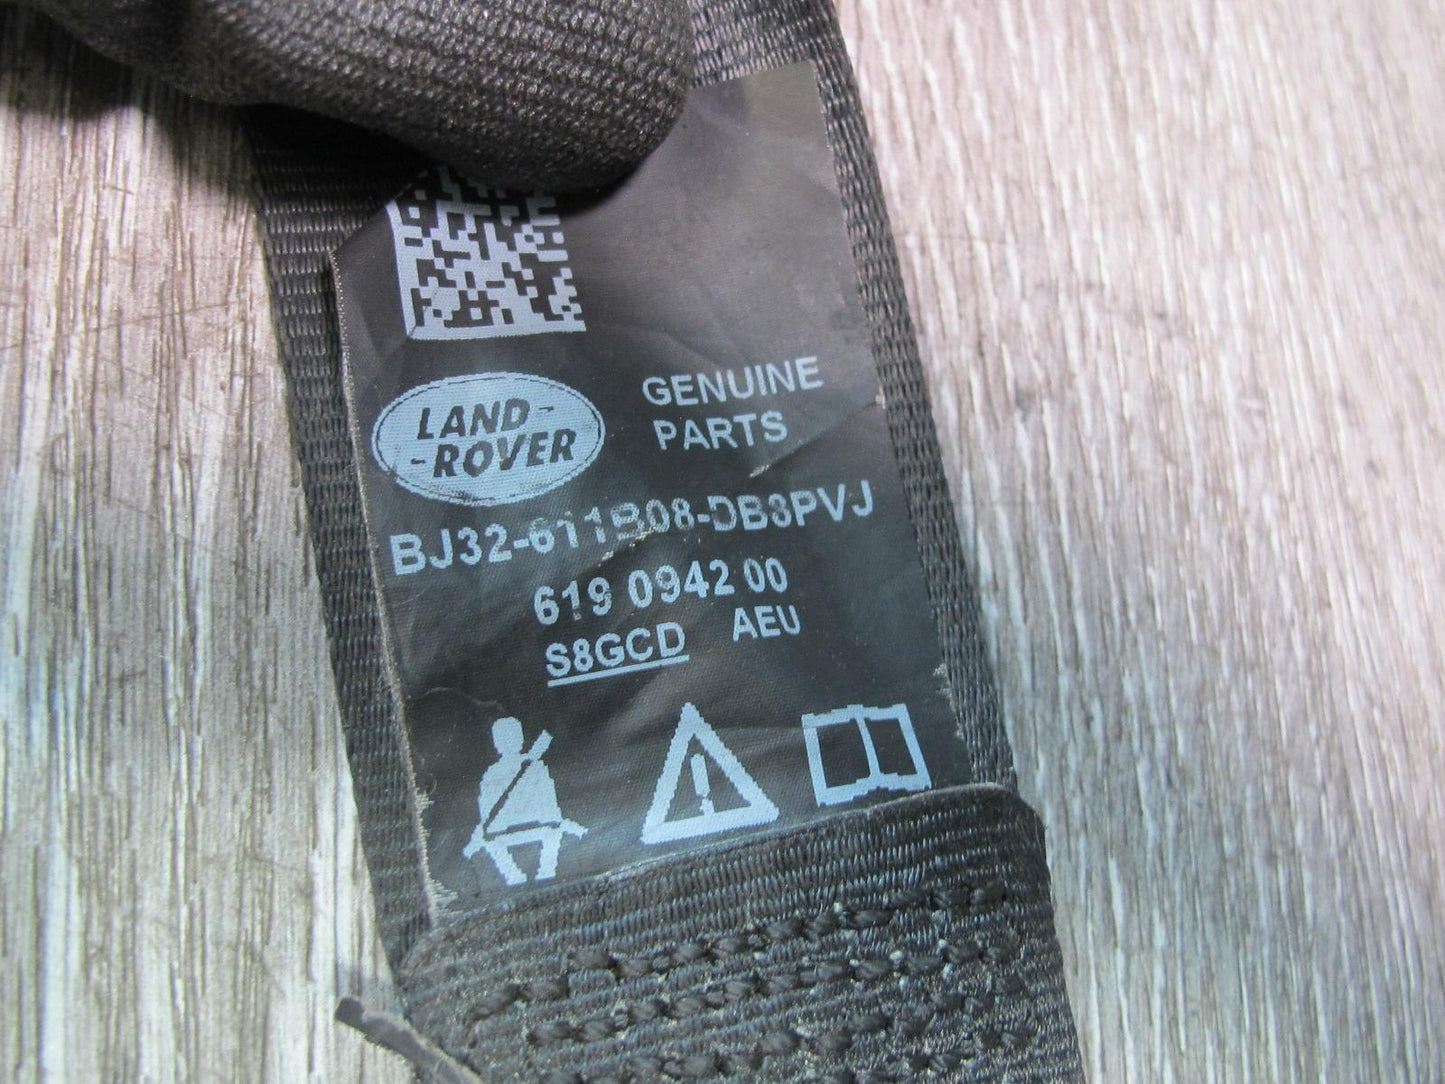 LAND-
-ROVER
GENUINE
PARTS
BJ32-611B08-DB8PVJ
619 0942 00
S8GCD AEU